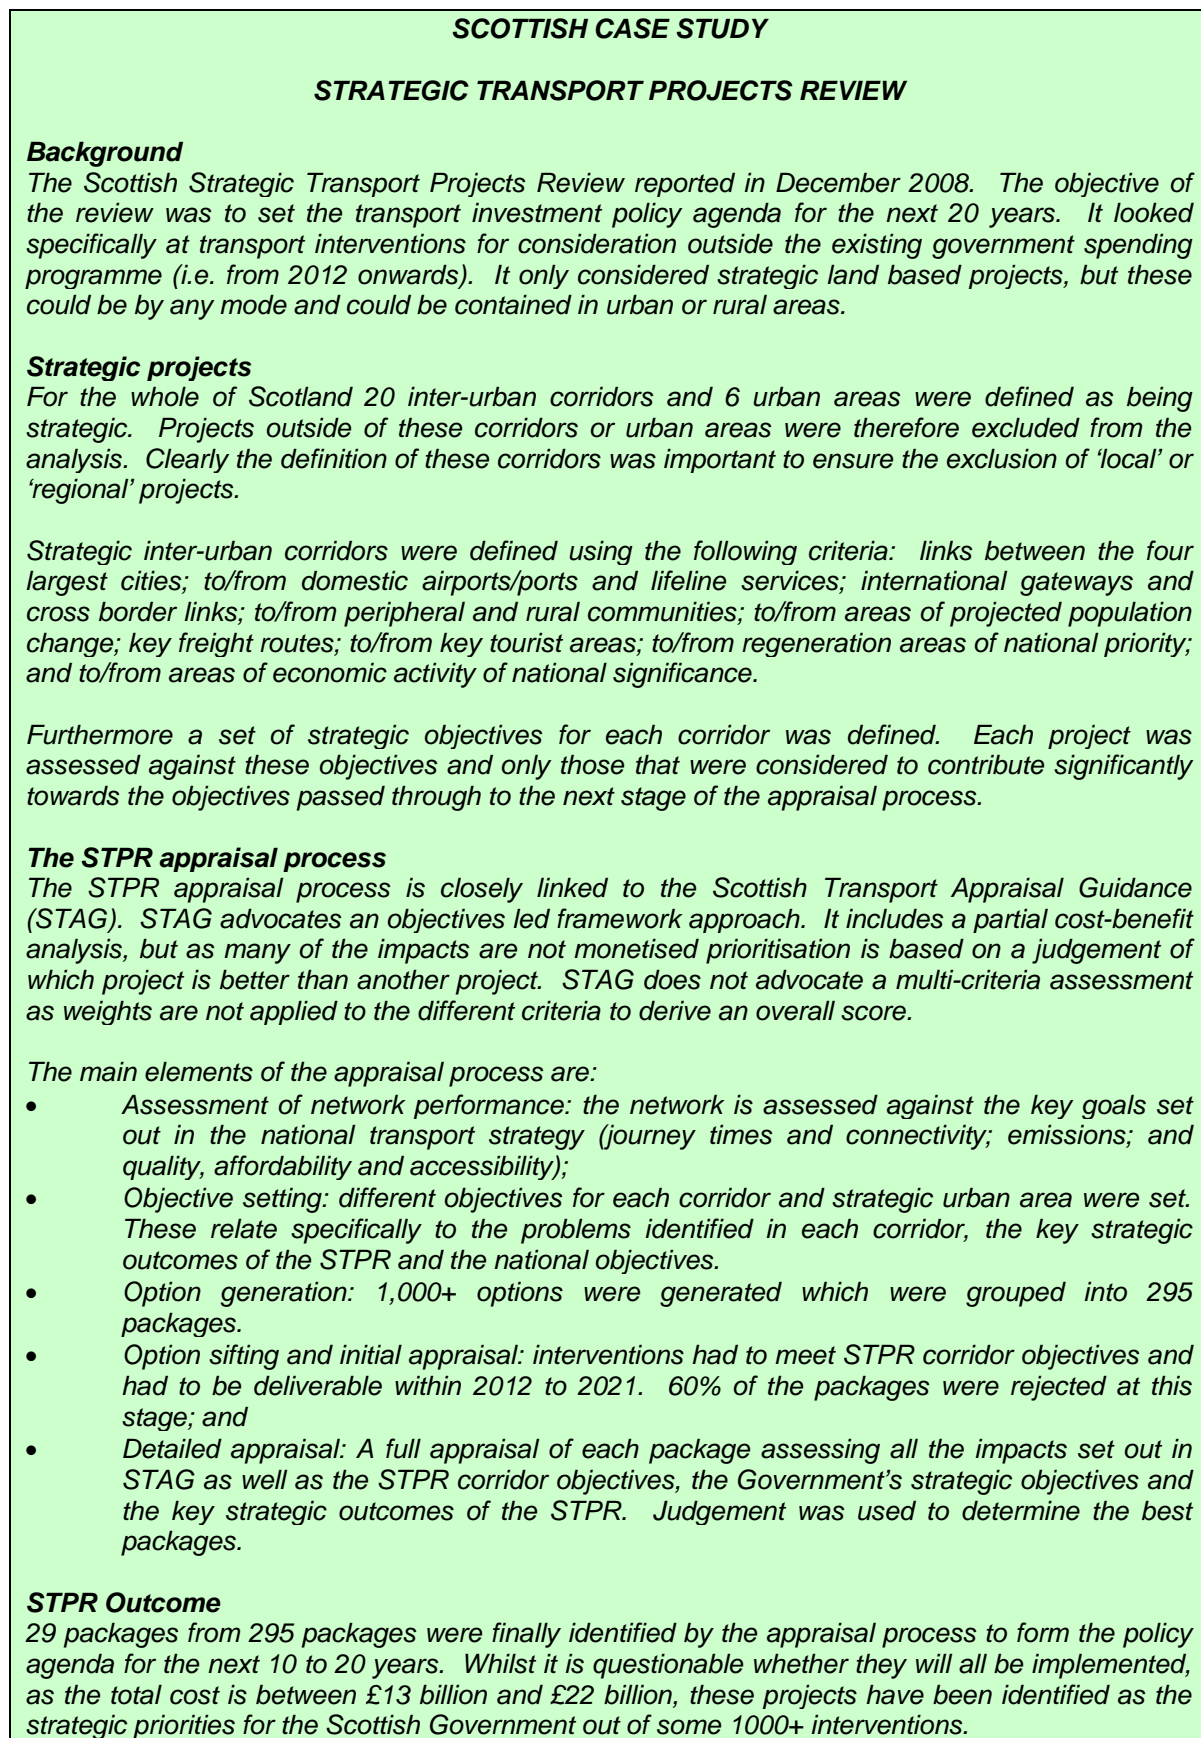 SCOTTISH CASE STUDY
STRATEGIC TRANSPORT PROJECTS REVIEW
Background
The Scottish Strategic Transport Projects Review reported in December 2008. The objective of
the review was to set the transport investment policy agenda for the next 20 years. It looked
specifically at transport interventions for consideration outside the existing government spending
programme (i.e. from 2012 onwards). It only considered strategic land based projects, but these
could be by any mode and could be contained in urban or rural areas.
Strategic projects
For the whole of Scotland 20 inter-urban corridors and 6 urban areas were defined as being
strategic. Projects outside of these corridors or urban areas were therefore excluded from the
analysis. Clearly the definition of these corridors was important to ensure the exclusion of ‘local’ or
‘regional’ projects.
Strategic inter-urban corridors were defined using the following criteria: links between the four
largest cities; to/from domestic airports/ports and lifeline services; international gateways and
cross border links; to/from peripheral and rural communities; to/from areas of projected population
change; key freight routes; to/from key tourist areas; to/from regeneration areas of national priority;
and to/from areas of economic activity of national significance.
Furthermore a set of strategic objectives for each corridor was defined. Each project was
assessed against these objectives and only those that were considered to contribute significantly
towards the objectives passed through to the next stage of the appraisal process.
The STPR appraisal process
The STPR appraisal process is closely linked to the Scottish Transport Appraisal Guidance
(STAG). STAG advocates an objectives led framework approach. It includes a partial cost-benefit
analysis, but as many of the impacts are not monetised prioritisation is based on a judgement of
which project is better than another project. STAG does not advocate a multi-criteria assessment
as weights are not applied to the different criteria to derive an overall score.
The main elements of the appraisal process are:
• Assessment of network performance: the network is assessed against the key goals set
out in the national transport strategy (journey times and connectivity; emissions; and
quality, affordability and accessibility);
• Objective setting: different objectives for each corridor and strategic urban area were set.
These relate specifically to the problems identified in each corridor, the key strategic
outcomes of the STPR and the national objectives.
• Option generation: 1,000+ options were generated which were grouped into 295
packages.
• Option sifting and initial appraisal: interventions had to meet STPR corridor objectives and
had to be deliverable within 2012 to 2021. 60% of the packages were rejected at this
stage; and
• Detailed appraisal: A full appraisal of each package assessing all the impacts set out in
STAG as well as the STPR corridor objectives, the Government’s strategic objectives and
the key strategic outcomes of the STPR. Judgement was used to determine the best
packages.
STPR Outcome
29 packages from 295 packages were finally identified by the appraisal process to form the policy
agenda for the next 10 to 20 years. Whilst it is questionable whether they will all be implemented,
as the total cost is between £13 billion and £22 billion, these projects have been identified as the
strategic priorities for the Scottish Government out of some 1000+ interventions.